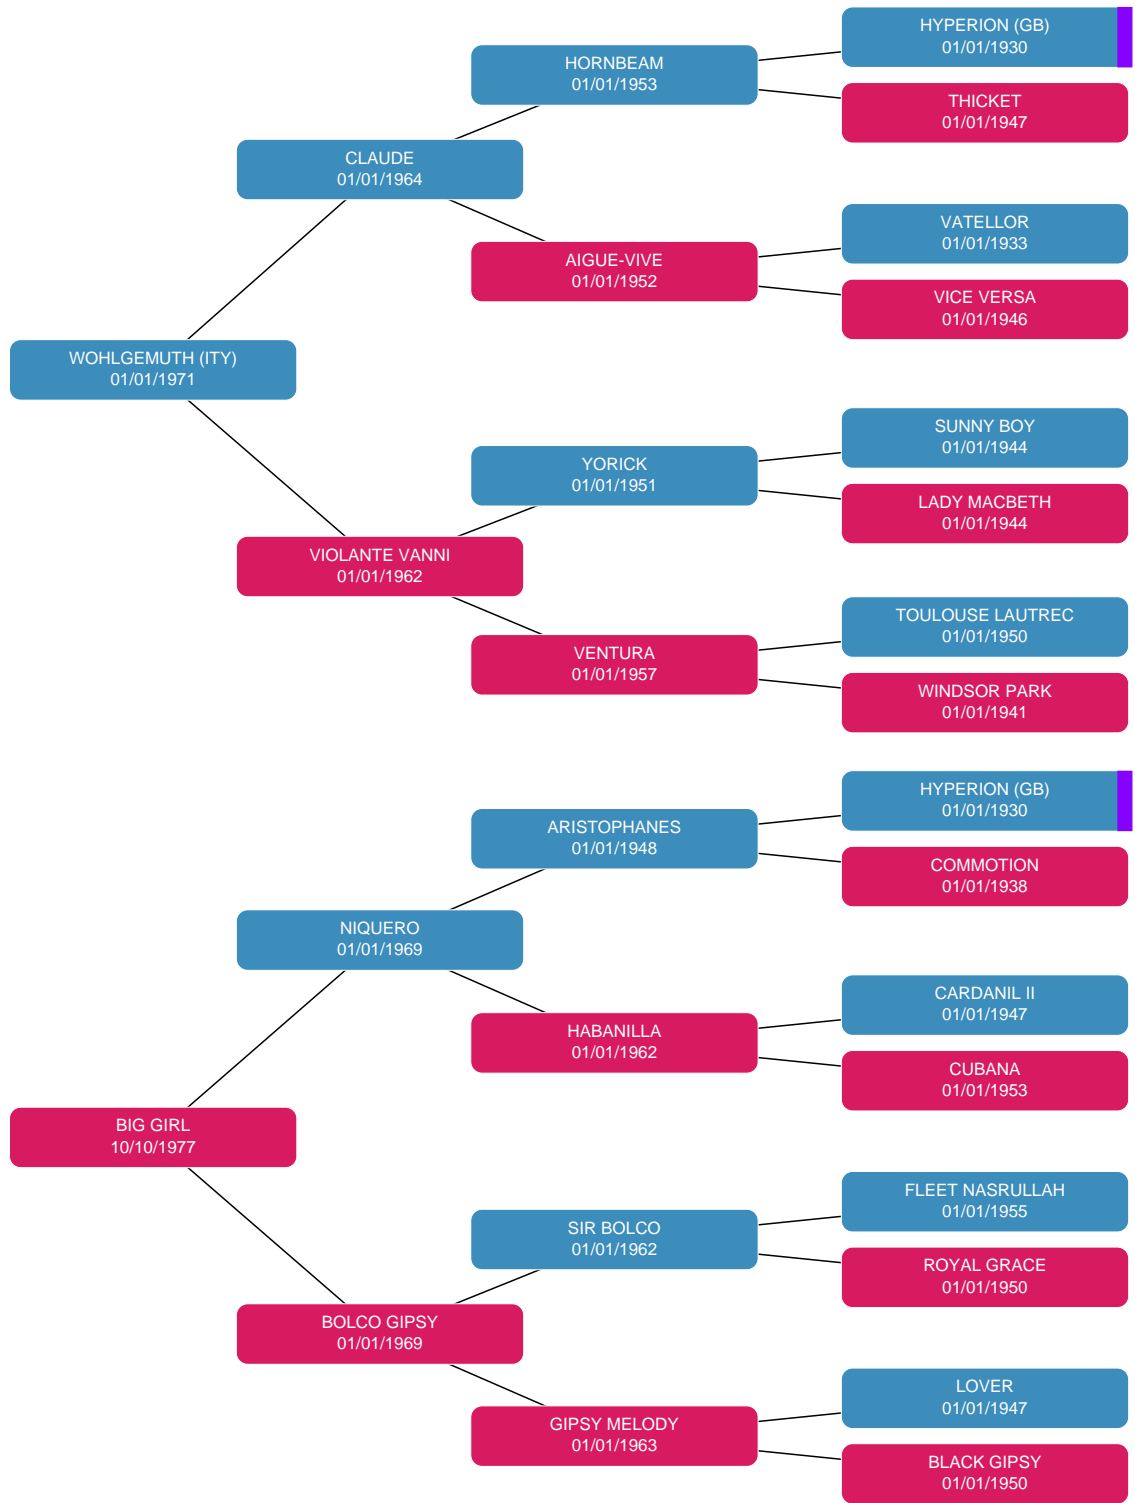 HYPERION (GB)
01/01/1930
HORNBEAM
01/01/1953
THICKET
01/01/1947
CLAUDE
01/01/1964
VATELLOR
01/01/1933
AIGUE-VIVE
01/01/1952
VICE VERSA
01/01/1946
WOHLGEMUTH (ITY)
01/01/1971
SUNNY BOY
01/01/1944
YORICK
01/01/1951
LADY MACBETH
01/01/1944
VIOLANTE VANNI
01/01/1962
TOULOUSE LAUTREC
01/01/1950
VENTURA
01/01/1957
WINDSOR PARK
01/01/1941
HYPERION (GB)
01/01/1930
ARISTOPHANES
01/01/1948
COMMOTION
01/01/1938
NIQUERO
01/01/1969
CARDANIL II
01/01/1947
HABANILLA
01/01/1962
CUBANA
01/01/1953
BIG GIRL
10/10/1977
FLEET NASRULLAH
01/01/1955
SIR BOLCO
01/01/1962
ROYAL GRACE
01/01/1950
BOLCO GIPSY
01/01/1969
LOVER
01/01/1947
GIPSY MELODY
01/01/1963
BLACK GIPSY
01/01/1950